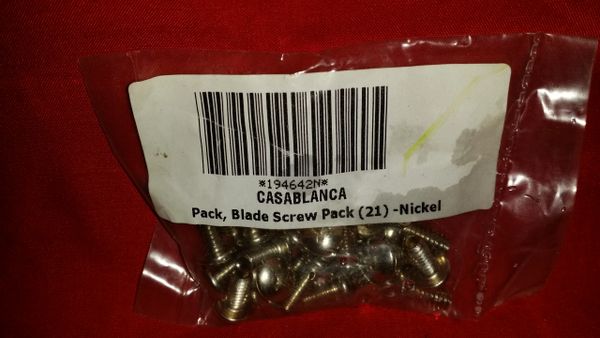 *194642N*
CASABLANCA
Pack, Blade Screw Pack (21) -Nickel